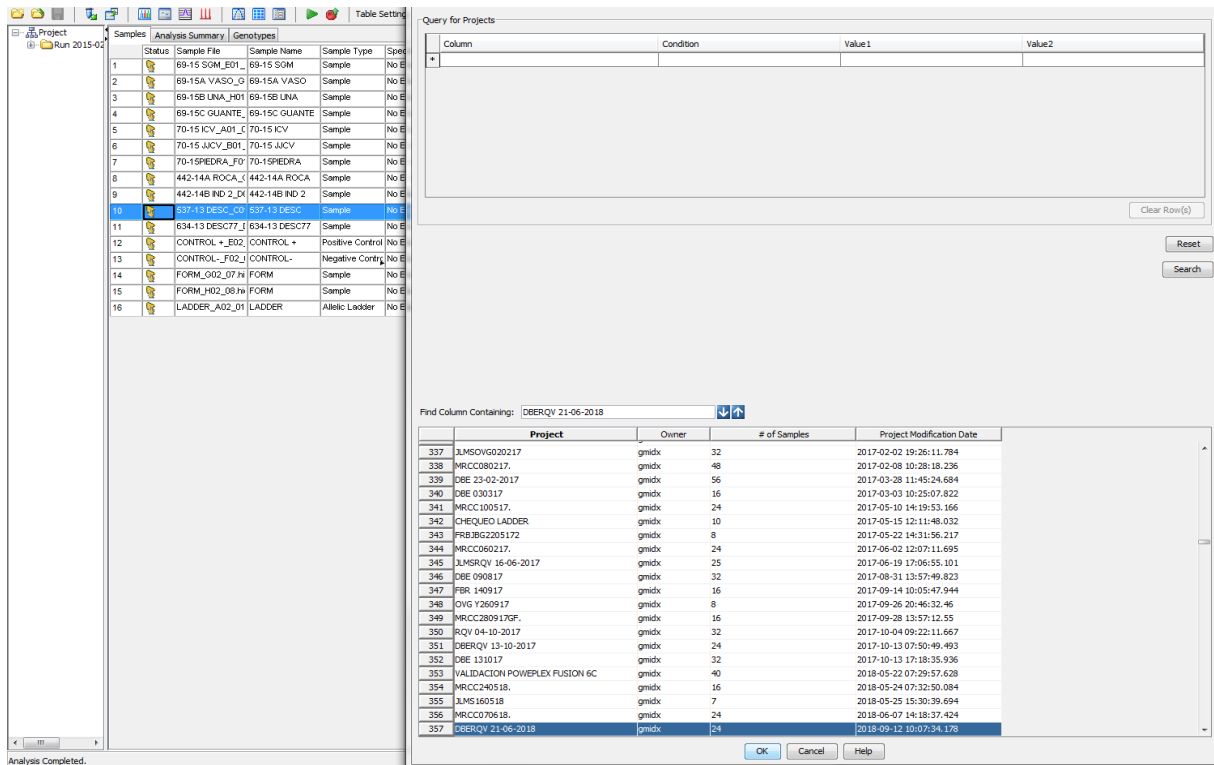 Table Setting
Project
Run 2015-02
Samples Analysis Summary Genotypes
Status Sample File Sample Name Sample Type Spec
1 69-15 SGM_E01_ 69-15 SGM Sample No E
2 69-15A VASO_G 69-15A VASO Sample No E
3 69-15B UNA_H01 69-15B UNA Sample No E
4 69-15C GUANTE_ 69-15C GUANTE Sample No E
5 70-15 ICV_A01_ 70-15 ICV Sample No E
6 70-15 JJCV_B01_ 70-15 JJCV Sample No E
7 70-15PIEDRA_F0 70-15PIEDRA Sample No E
8 442-14A ROCA_ 442-14A ROCA Sample No E
9 442-14B IND 2_D 442-14B IND 2 Sample No E
10 537-13 DESC_C0 537-13 DESC Sample No E
11 634-13 DESC77_ 634-13 DESC77 Sample No E
12 CONTROL +_E02_ CONTROL + Positive Control No E
13 CONTROL-_F02_ CONTROL- Negative Contr No E
14 FORM_G02_07.hi FORM Sample No E
15 FORM_H02_08.hi FORM Sample No E
16 LADDER_A02_01 LADDER Allelic Ladder No E
Analysis Completed.
Query for Projects
Column Condition Value1 Value2
*
Clear Row(s)
Reset
Search
Find Column Containing: DBERQV 21-06-2018
Project Owner # of Samples Project Modification Date
337 JLMSOVG020217 gmidx 32 2017-02-02 19:26:11.784
338 MRCC080217. gmidx 48 2017-02-08 10:28:18.236
339 DBE 23-02-2017 gmidx 56 2017-03-28 11:45:24.684
340 DBE 030317 gmidx 16 2017-03-03 10:25:07.822
341 MRCC100517. gmidx 24 2017-05-10 14:19:53.166
342 CHEQUEO LADDER gmidx 10 2017-05-15 12:11:48.032
343 FRBJBG2205172 gmidx 8 2017-05-22 14:31:56.217
344 MRCC060217. gmidx 24 2017-06-02 12:07:11.695
345 JLMSRQV 16-06-2017 gmidx 25 2017-06-19 17:06:55.101
346 DBE 090817 gmidx 32 2017-08-31 13:57:49.823
347 FBR 140917 gmidx 16 2017-09-14 10:05:47.944
348 OVG Y260917 gmidx 8 2017-09-26 20:46:32.46
349 MRCC280917GF. gmidx 16 2017-09-28 13:57:12.55
350 RQV 04-10-2017 gmidx 32 2017-10-04 09:22:11.667
351 DBERQV 13-10-2017 gmidx 24 2017-10-13 07:50:49.493
352 DBE 131017 gmidx 32 2017-10-13 17:18:35.936
353 VALIDACION POWEPLEX FUSION 6C gmidx 40 2018-05-22 07:29:57.628
354 MRCC240518. gmidx 16 2018-05-24 07:32:50.084
355 JLMS160518 gmidx 7 2018-05-25 15:30:39.694
356 MRCC070618. gmidx 24 2018-06-07 14:18:37.424
357 DBERQV 21-06-2018 gmidx 24 2018-09-12 10:07:34.178
OK Cancel Help